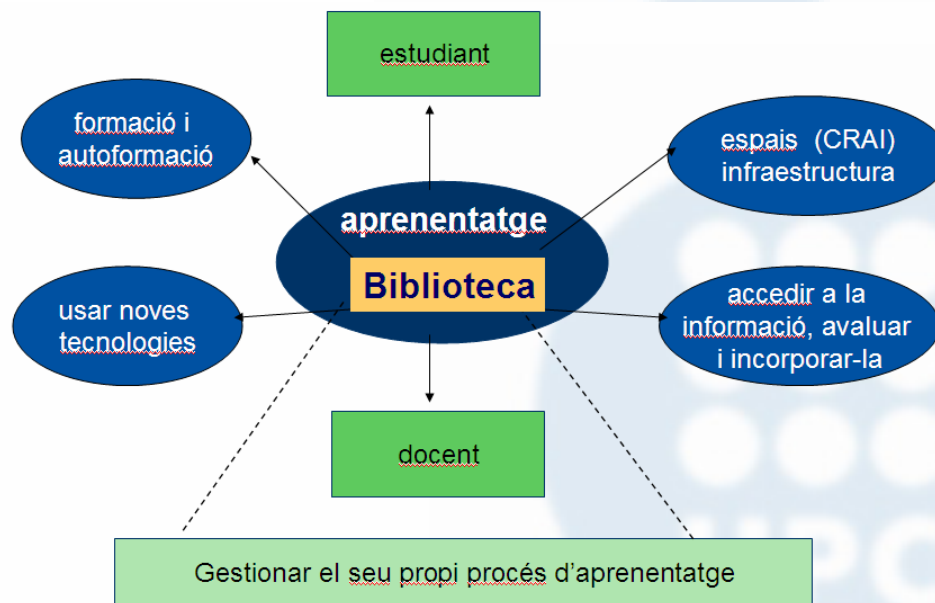 estudiant
formació i
autoformació
espais (CRAI)
infraestructura
aprenentatge
Biblioteca
usar noves
tecnologies
accedir a la
informació, avaluar
i incorporar-la
docent
Gestionar el seu propi procés d’aprenentatge
UPC